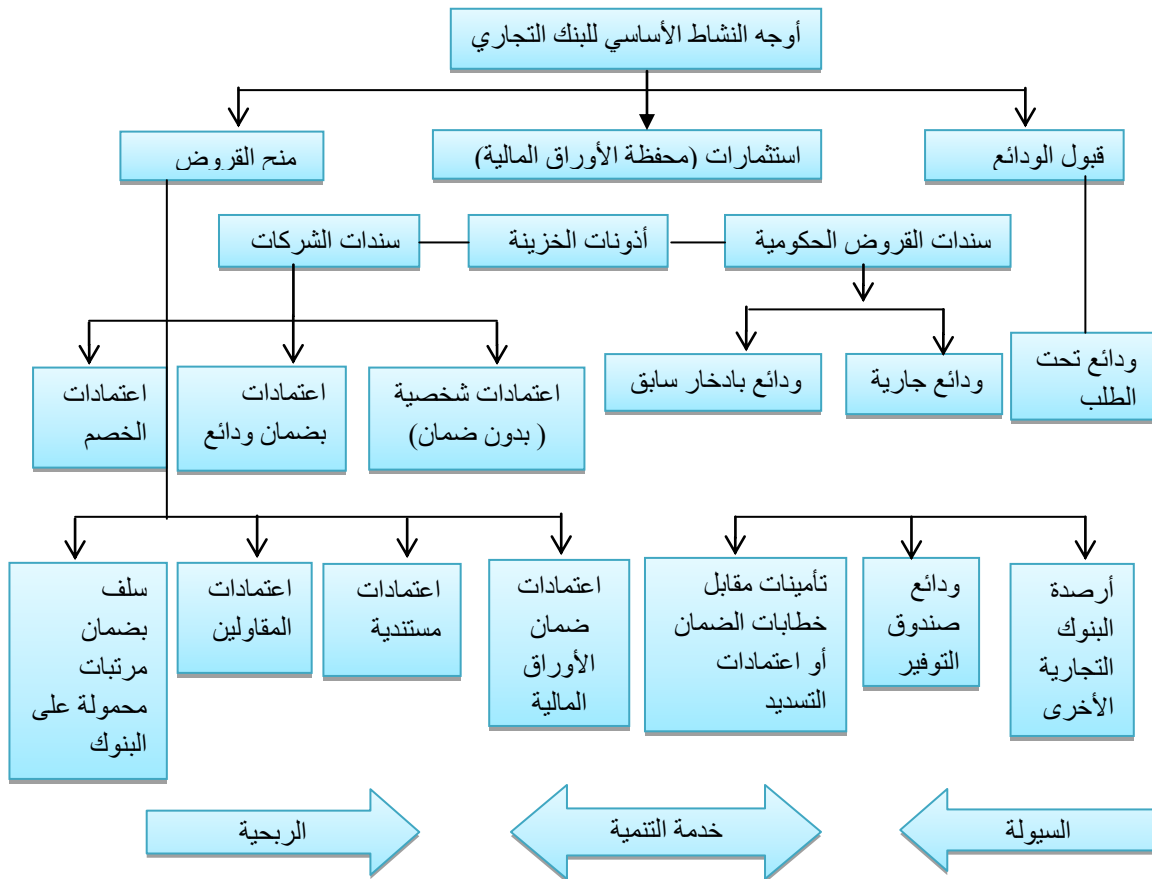 أوجه النشاط الأساسي للبنك التجاري
قبول الودائع
استثمارات (محفظة الأوراق المالية)
منح القروض
سندات القروض الحكومية
أذونات الخزينة
سندات الشركات
ودائع تحت
الطلب
ودائع جارية
ودائع بادخار سابق
اعتمادات شخصية
( بدون ضمان)
اعتمادات
بضمان ودائع
اعتمادات
الخصم
أرصدة
البنوك
التجارية
الأخرى
ودائع
صندوق
التوفير
تأمينات مقابل
خطابات الضمان
أو اعتمادات
التسديد
اعتمادات
ضمان
الأوراق
المالية
اعتمادات
مستندية
اعتمادات
المقاولين
سلف
بضمان
مرتبات
محمولة على
البنوك
السيولة
خدمة التنمية
الربحية